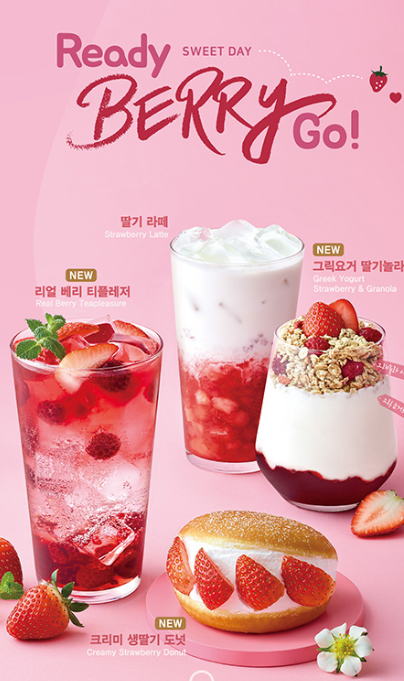 Ready SWEET DAY
BERRY
Go!
딸기 라떼
Strawberry Latte
NEW
그릭요거 딸기놀라
Greek Yogurt
Strawberry & Granola
NEW
리얼 베리 티플레저
Real Berry Teapleasure
NEW
크리미 생딸기 도넛
Creamy Strawberry Donut